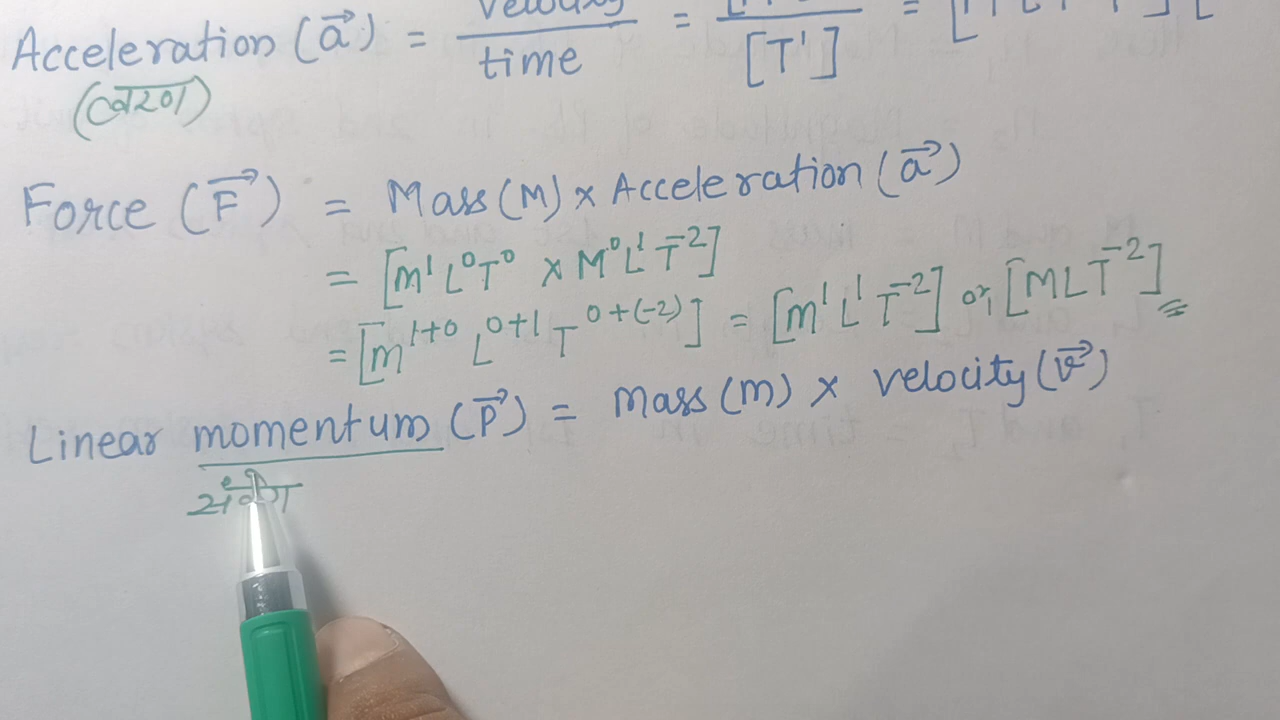 Acceleration (a⃗) = velocity/time = /[T¹] =
(त्वरण)
Force (F⃗) = Mass (M) x Acceleration (a⃗)
= [M¹L⁰T⁰ x M⁰L¹T⁻²]
= [M¹⁺⁰ L⁰⁺¹ T⁰⁺⁽⁻²⁾] = [M¹L¹T⁻²] or, [MLT⁻²]
Linear momentum (P⃗) = Mass (m) x velocity (v⃗)
संवेग